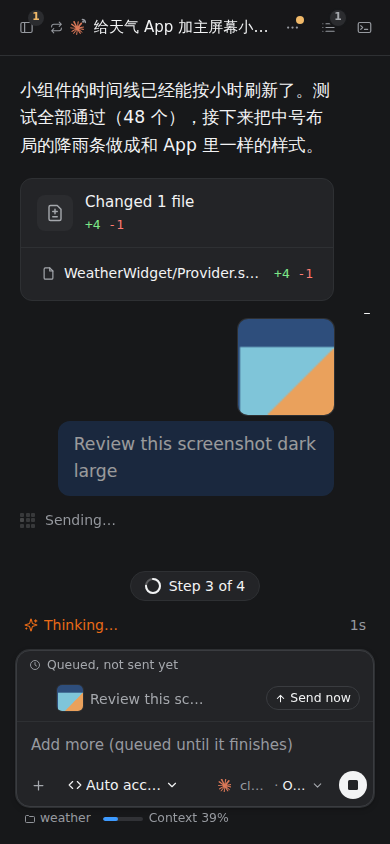 1
给天气 App 加主屏幕小…
1
小组件的时间线已经能按小时刷新了。测
试全部通过（48 个），接下来把中号布
局的降雨条做成和 App 里一样的样式。
Changed 1 file
+4 -1
WeatherWidget/Provider.s… +4 -1
Review this screenshot dark
large
Sending…
Step 3 of 4
Thinking… 1s
Queued, not sent yet
Review this sc… Send now
Add more (queued until it finishes)
Auto acc… cl… · O…
weather Context 39%